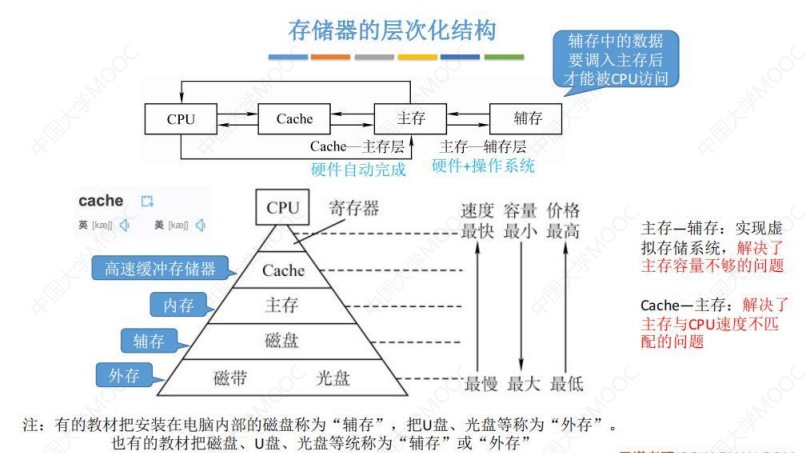 存储器的层次化结构
辅存中的数据
要调入主存后
才能被CPU访问
CPU
Cache
主存
辅存
Cache—主存层
主存—辅存层
硬件自动完成
硬件+操作系统
cache
英 [kæʃ]
美 [kæʃ]
CPU
寄存器
速度 容量 价格
最快 最小 最高
高速缓冲存储器
Cache
内存
主存
辅存
磁盘
外存
磁带
光盘
最慢 最大 最低
主存—辅存：实现虚
拟存储系统，解决了
主存容量不够的问题
Cache—主存：解决了
主存与CPU速度不匹
配的问题
注：有的教材把安装在电脑内部的磁盘称为“辅存”，把U盘、光盘等称为“外存”。
也有的教材把磁盘、U盘、光盘等统称为“辅存”或“外存”
中国大学MOOC